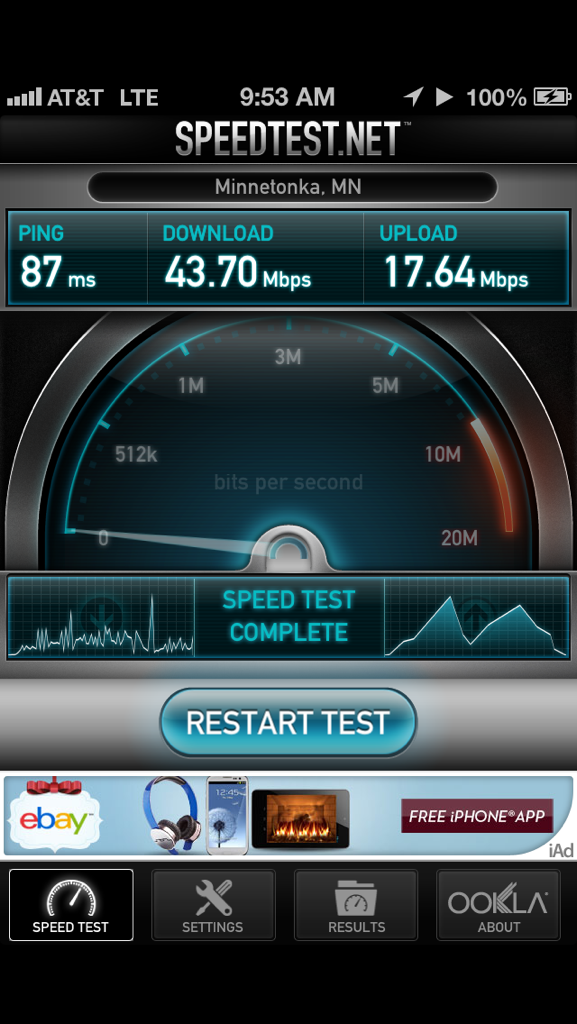 AT&T LTE 9:53 AM 100%
SPEEDTEST.NET™
Minnetonka, MN
PING DOWNLOAD UPLOAD
87 ms 43.70 Mbps 17.64 Mbps
3M
1M 5M
512k 10M
bits per second
0 20M
SPEED TEST
COMPLETE
RESTART TEST
ebay™
12:45
FREE iPHONE® APP
iAd
OOKLA
SPEED TEST SETTINGS RESULTS ABOUT